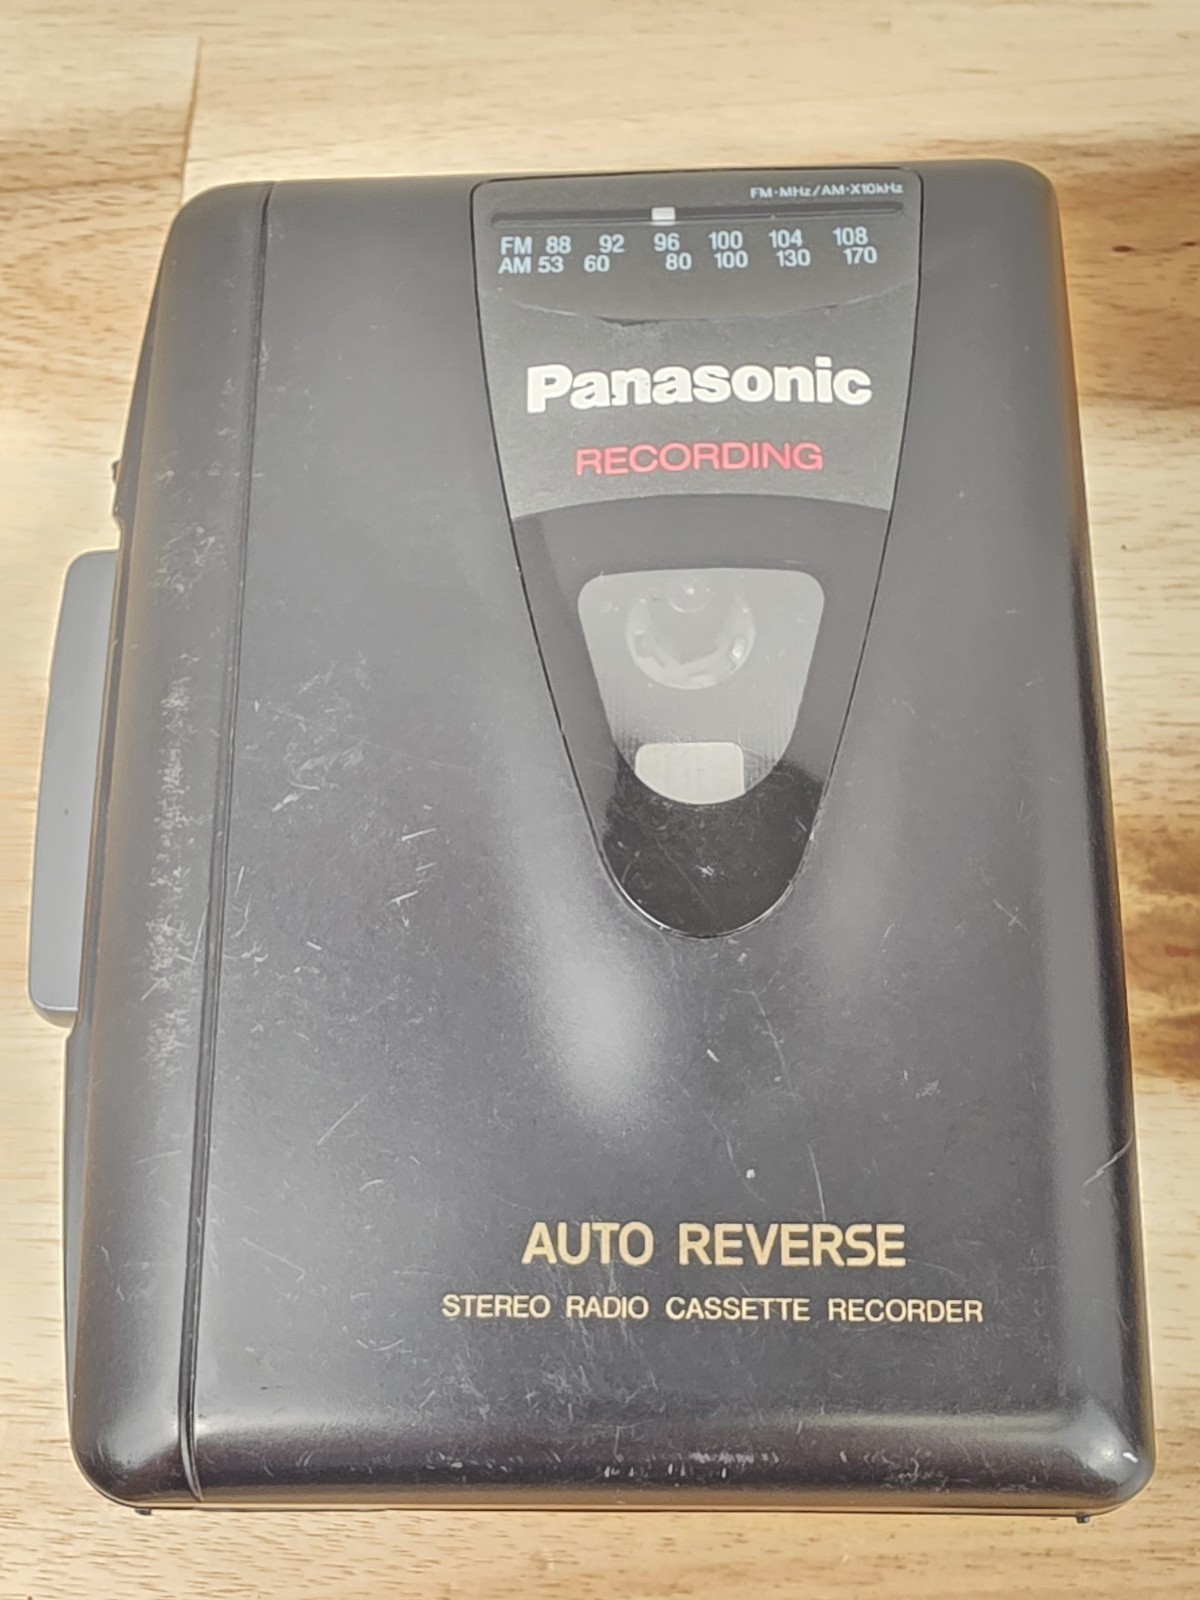 FM·MHz/AM·X10kHz
FM 88 92 96 100 104 108
AM 53 60 80 100 130 170
Panasonic
RECORDING
AUTO REVERSE
STEREO RADIO CASSETTE RECORDER